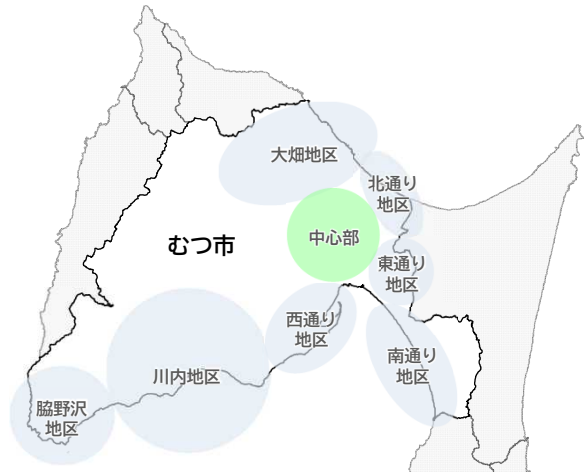 大畑地区
北通り
地区
中心部
むつ市
東通り
地区
西通り
地区
南通り
地区
川内地区
脇野沢
地区